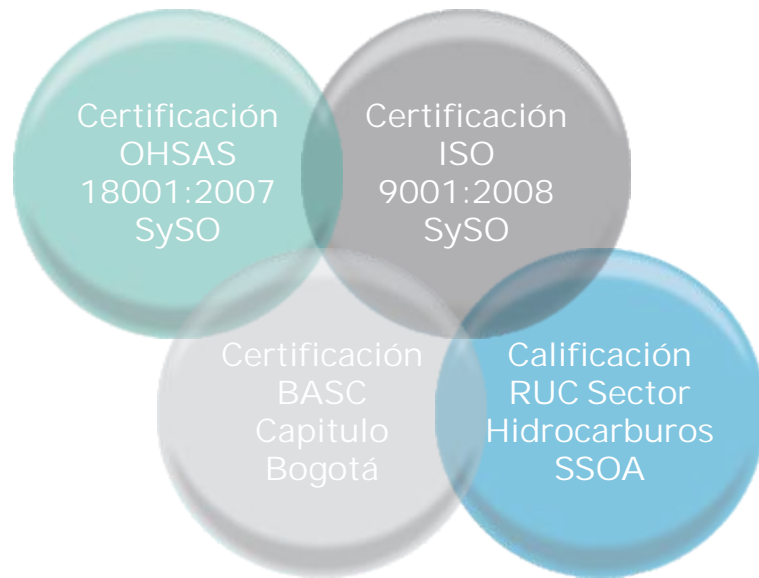 Certificación
OHSAS
18001:2007
SySO
Certificación
ISO
9001:2008
SySO
Certificación
BASC
Capitulo
Bogotá
Calificación
RUC Sector
Hidrocarburos
SSOA